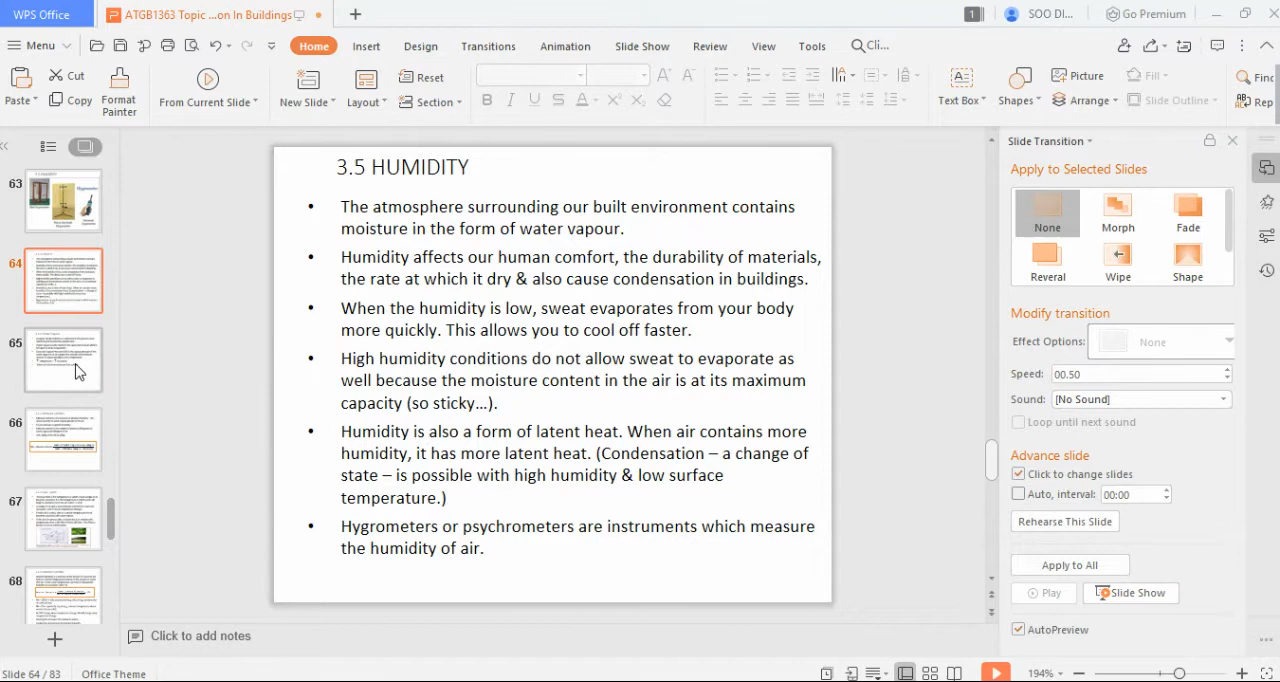 WPS Office
ATGB1363 Topic ...on In Buildings
1
SOO DI...
Go Premium
Menu
Home
Insert
Design
Transitions
Animation
Slide Show
Review
View
Tools
Cli...
Paste
Cut
Copy
Format
Painter
From Current Slide
New Slide
Layout
Reset
Section
B I U S A
Text Box
Shapes
Picture
Arrange
Fill
Slide Outline
Find
Rep
63
64
65
66
67
68
3.5 HUMIDITY
• The atmosphere surrounding our built environment contains
moisture in the form of water vapour.
• Humidity affects our human comfort, the durability of materials,
the rate at which it dry & also cause condensation in buildings.
• When the humidity is low, sweat evaporates from your body
more quickly. This allows you to cool off faster.
• High humidity conditions do not allow sweat to evaporate as
well because the moisture content in the air is at its maximum
capacity (so sticky...).
• Humidity is also a form of latent heat. When air contains more
humidity, it has more latent heat. (Condensation – a change of
state – is possible with high humidity & low surface
temperature.)
• Hygrometers or psychrometers are instruments which measure
the humidity of air.
Click to add notes
Slide Transition
Apply to Selected Slides
None
Morph
Fade
Reveral
Wipe
Shape
Modify transition
Effect Options:
None
Speed:
00.50
Sound:
[No Sound]
Loop until next sound
Advance slide
Click to change slides
Auto, interval:
00:00
Rehearse This Slide
Apply to All
Play
Slide Show
AutoPreview
Slide 64 / 83
Office Theme
194%